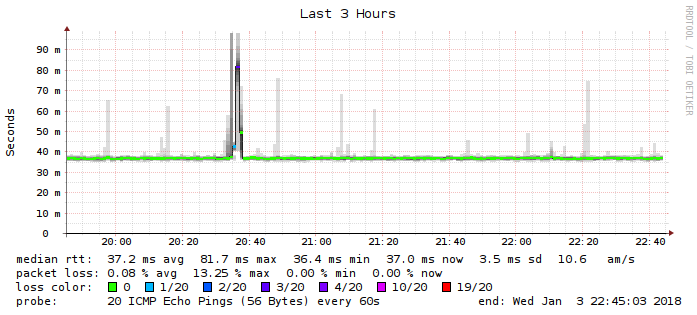 Last 3 Hours
RRDTOOL / TOBI OETIKER
Seconds
90 m
80 m
70 m
60 m
50 m
40 m
30 m
20 m
10 m
0
20:00 20:20 20:40 21:00 21:20 21:40 22:00 22:20 22:40
median rtt: 37.2 ms avg 81.7 ms max 36.4 ms min 37.0 ms now 3.5 ms sd 10.6 am/s
packet loss: 0.08 % avg 13.25 % max 0.00 % min 0.00 % now
loss color: 0 1/20 2/20 3/20 4/20 10/20 19/20
probe: 20 ICMP Echo Pings (56 Bytes) every 60s end: Wed Jan 3 22:45:03 2018